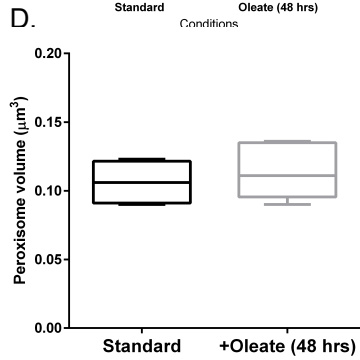 Standard Oleate (48 hrs)
D.
Conditions
0.20
0.15
0.10
0.05
0.00
Peroxisome volume (µm³)
Standard +Oleate (48 hrs)